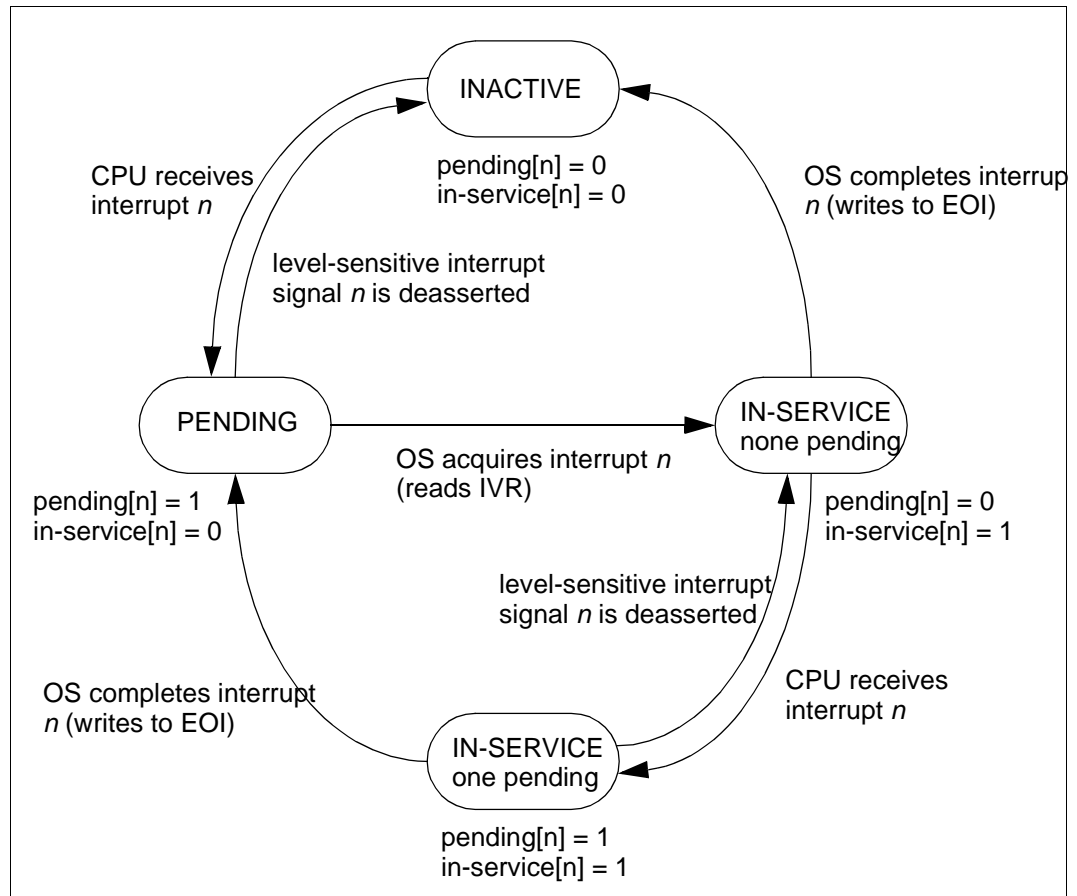 INACTIVE
pending[n] = 0
in-service[n] = 0
CPU receives
interrupt n
OS completes interrup
n (writes to EOI)
level-sensitive interrupt
signal n is deasserted
PENDING
IN-SERVICE
none pending
OS acquires interrupt n
(reads IVR)
pending[n] = 1
in-service[n] = 0
pending[n] = 0
in-service[n] = 1
level-sensitive interrupt
signal n is deasserted
OS completes interrupt
n (writes to EOI)
CPU receives
interrupt n
IN-SERVICE
one pending
pending[n] = 1
in-service[n] = 1